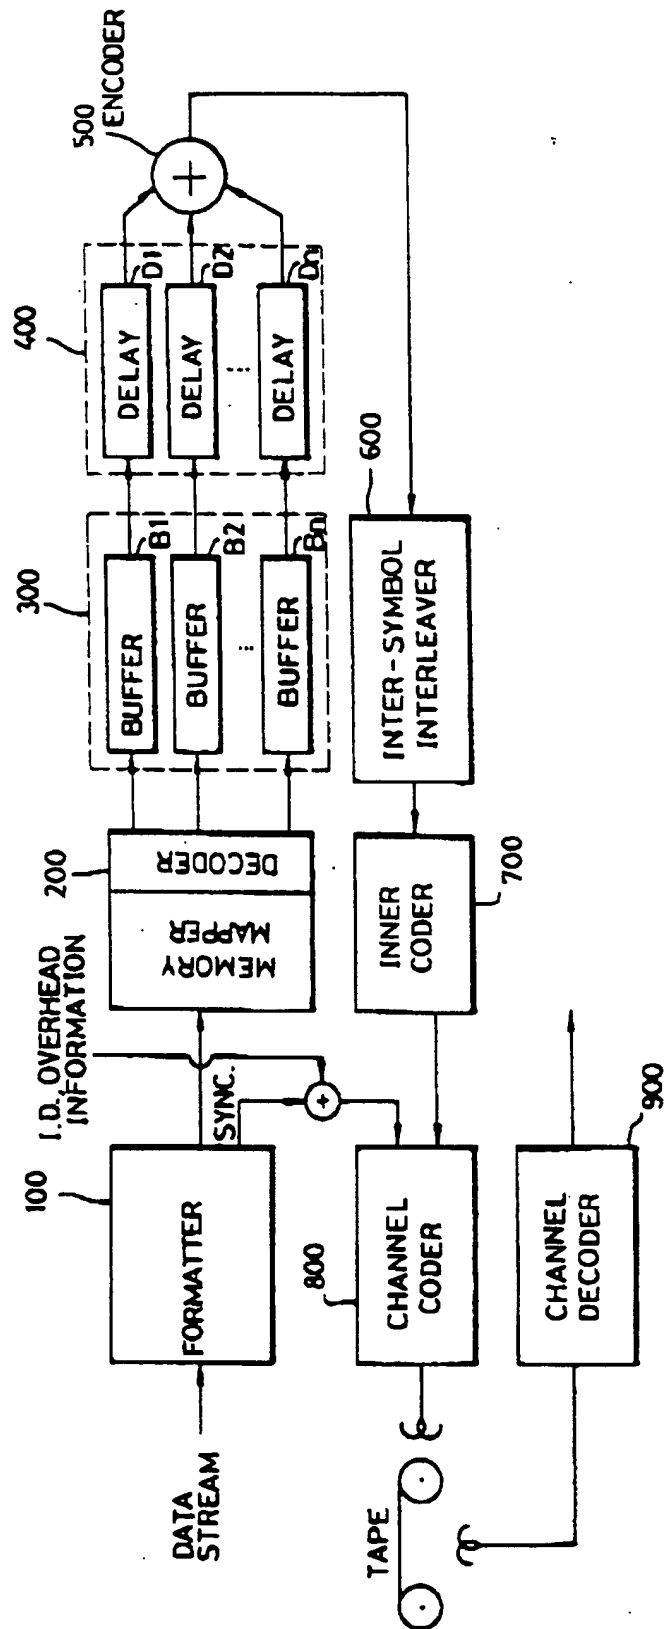 DATA
STREAM
100
FORMATTER
SYNC.
I.D. OVERHEAD
INFORMATION
200
MEMORY
MAPPER
DECODER
300
BUFFER
B1
BUFFER
B2
...
BUFFER
Bn
400
DELAY
D1
DELAY
D2
...
DELAY
Dn
500
ENCODER
+
+
TAPE
800
CHANNEL
CODER
700
INNER
CODER
600
INTER-SYMBOL
INTERLEAVER
CHANNEL
DECODER
900